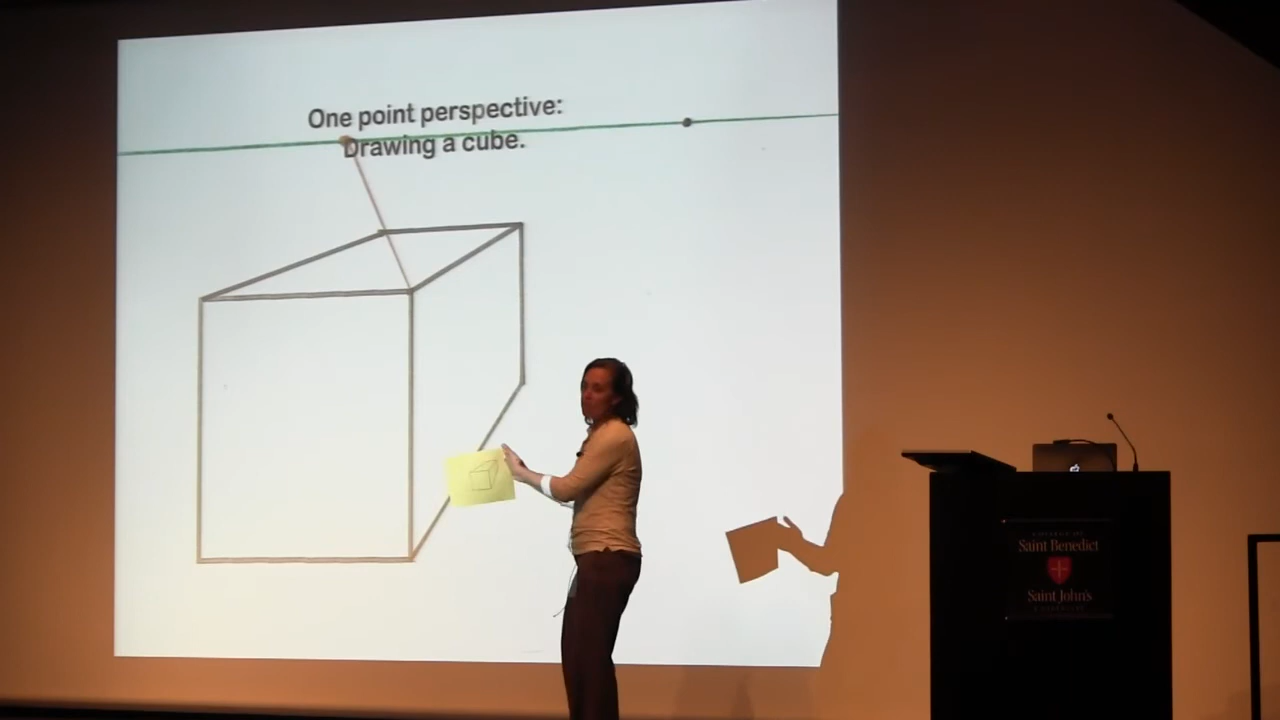 One point perspective:
Drawing a cube.
Saint Benedict
Saint John's